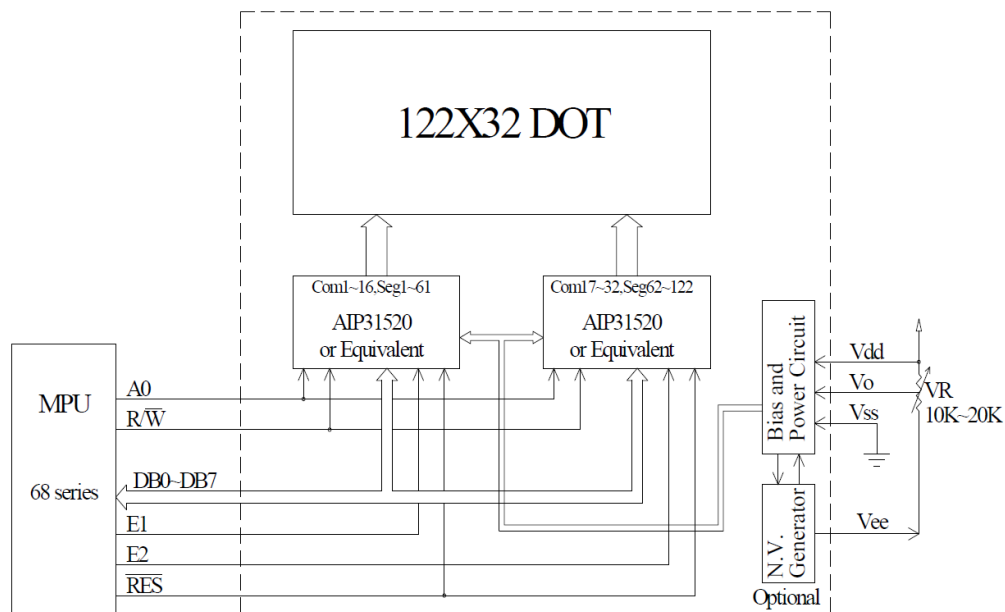 122X32 DOT
Com1~16,Seg1~61
AIP31520
or Equivalent
Com17~32,Seg62~122
AIP31520
or Equivalent
MPU
68 series
A0
R/W̅
DB0~DB7
E1
E2
R̅E̅S̅
Bias and
Power Circuit
Vdd
Vo
Vss
VR
10K~20K
N.V.
Generator
Vee
Optional